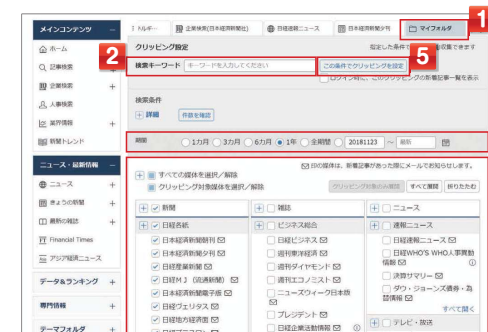 メインコンテンツ
ホーム
記事検索
企業検索
人事検索
業界情報
新聞トレンド
ニュース・最新情報
ニュース
きょうの新聞
最新の雑誌
Financial Times
アジア経済ニュース
データ&ランキング
専門情報
テーマフォルダ
企業検索(日本経済新聞社)
日経速報ニュース
日本経済新聞夕刊
マイフォルダ
1
クリッピング設定
2
検索キーワード
キーワードを入力してください
この条件でクリッピングを設定
5
ログイン時に、このクリッピングの新着記事一覧を表示
検索条件
詳細
件数を確認
期間
1カ月
3カ月
6カ月
1年
全期間
20181123
～
最新
印の媒体は、新着記事があった際にメールでお知らせします。
すべての媒体を選択/解除
クリッピング対象媒体を選択/解除
クリッピング対象のみ展開
すべて展開
折りたたむ
新聞
日経各紙
日本経済新聞朝刊
日本経済新聞夕刊
日経産業新聞
日経MJ(流通新聞)
日本経済新聞電子版
日経ヴェリタス
日経地方経済面
日経プラスワン
雑誌
ビジネス総合
日経ビジネス
週刊東洋経済
週刊ダイヤモンド
週刊エコノミスト
ニューズウィーク日本版
プレジデント
日経企業活動情報
ニュース
速報ニュース
日経速報ニュース
日経WHO'S WHO人事異動情報
決算サマリー
ダウ・ジョーンズ債券・為替情報
すべて開く
テレビ・放送